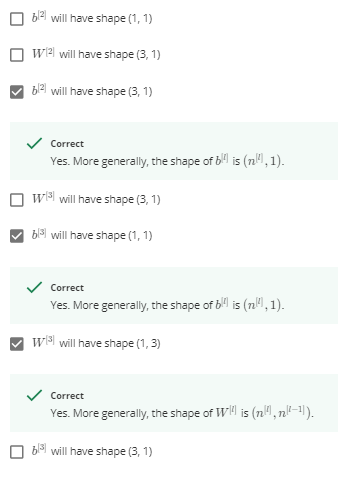 b[2] will have shape (1, 1)
W[2] will have shape (3, 1)
b[2] will have shape (3, 1)
Correct
Yes. More generally, the shape of b[l] is (n[l], 1).
W[3] will have shape (3, 1)
b[3] will have shape (1, 1)
Correct
Yes. More generally, the shape of b[l] is (n[l], 1).
W[3] will have shape (1, 3)
Correct
Yes. More generally, the shape of W[l] is (n[l], n[l−1]).
b[3] will have shape (3, 1)